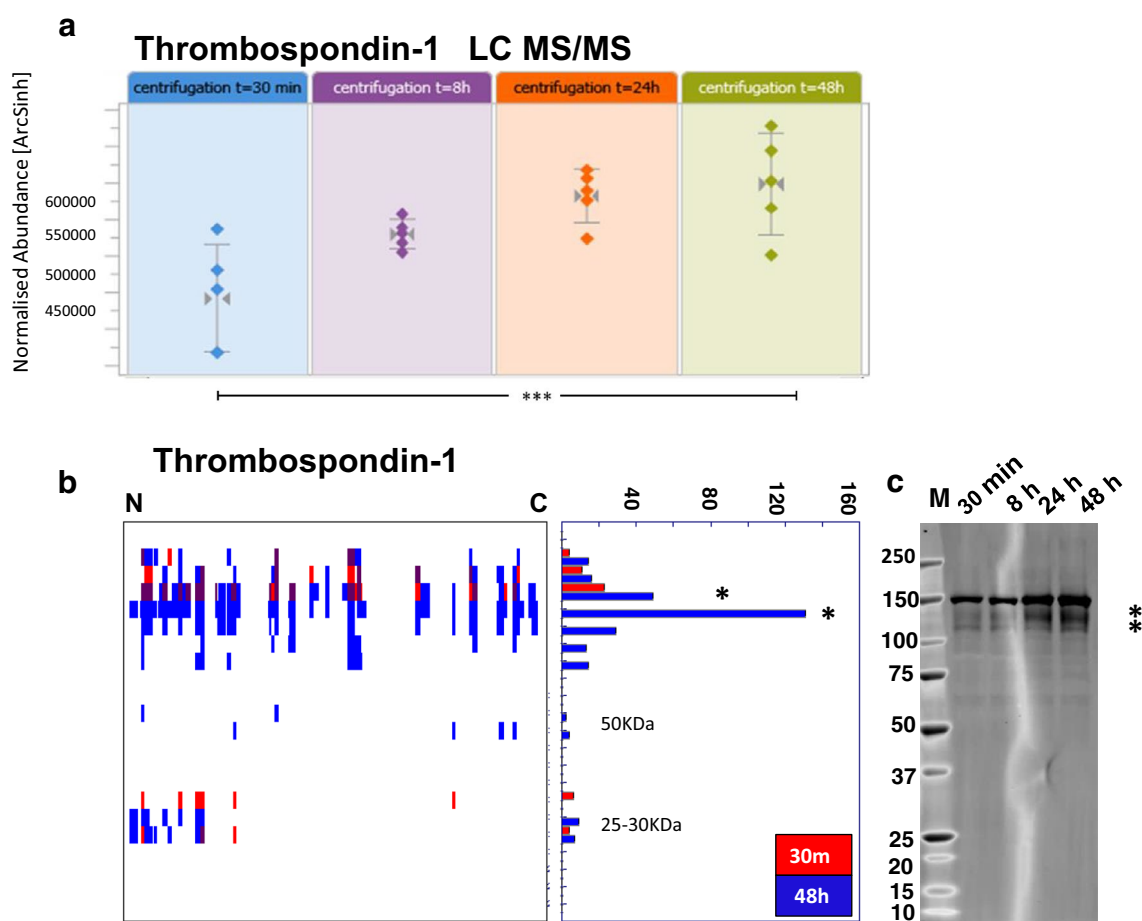 a
Thrombospondin-1 LC MS/MS
centrifugation t=30 min
centrifugation t=8h
centrifugation t=24h
centrifugation t=48h
Normalised Abundance [ArcSinh]
600000
550000
500000
450000
***
b
Thrombospondin-1
N
C
40
80
120
160
*
*
50KDa
25-30KDa
30m
48h
c
M
30 min
8 h
24 h
48 h
250
150
100
75
50
37
25
20
15
10
*
*